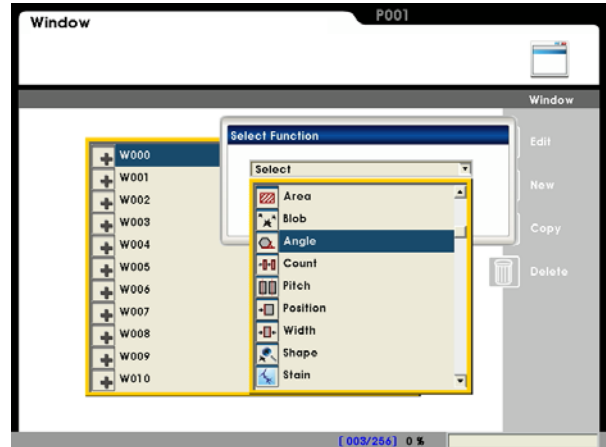 Window
P001
Window
Select Function
Edit
W000
Select
W001
New
W002
Area
W003
Blob
Copy
W004
Angle
W005
Count
Delete
W006
Pitch
W007
Position
W008
Width
W009
Shape
W010
Stain
[003/256] 0 %